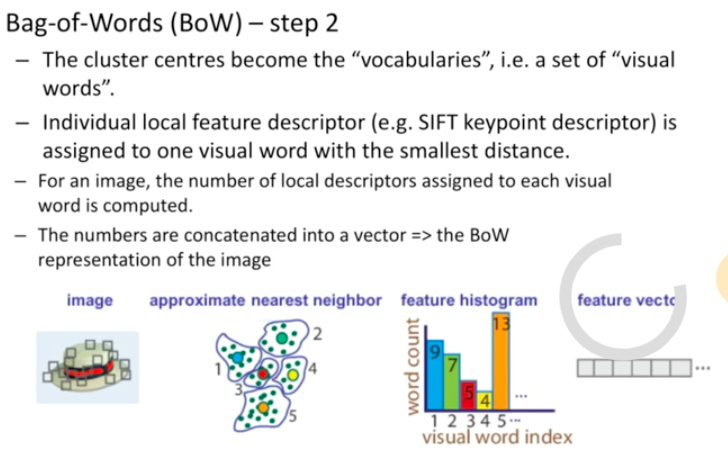 Bag-of-Words (BoW) – step 2
– The cluster centres become the “vocabularies”, i.e. a set of “visual
words”.
– Individual local feature descriptor (e.g. SIFT keypoint descriptor) is
assigned to one visual word with the smallest distance.
– For an image, the number of local descriptors assigned to each visual
word is computed.
– The numbers are concatenated into a vector => the BoW
representation of the image
image approximate nearest neighbor feature histogram feature vecto
1
2
3
4
5
word count
9
7
5
4
13
...
1 2 3 4 5...
visual word index
...